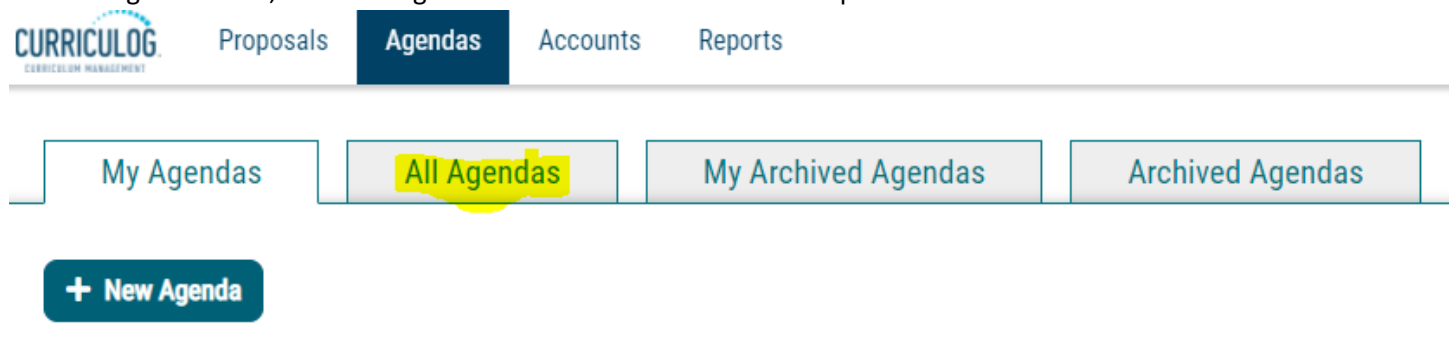 CURRICULOG
CURRICULUM MANAGEMENT
Proposals
Agendas
Accounts
Reports
My Agendas
All Agendas
My Archived Agendas
Archived Agendas
+ New Agenda